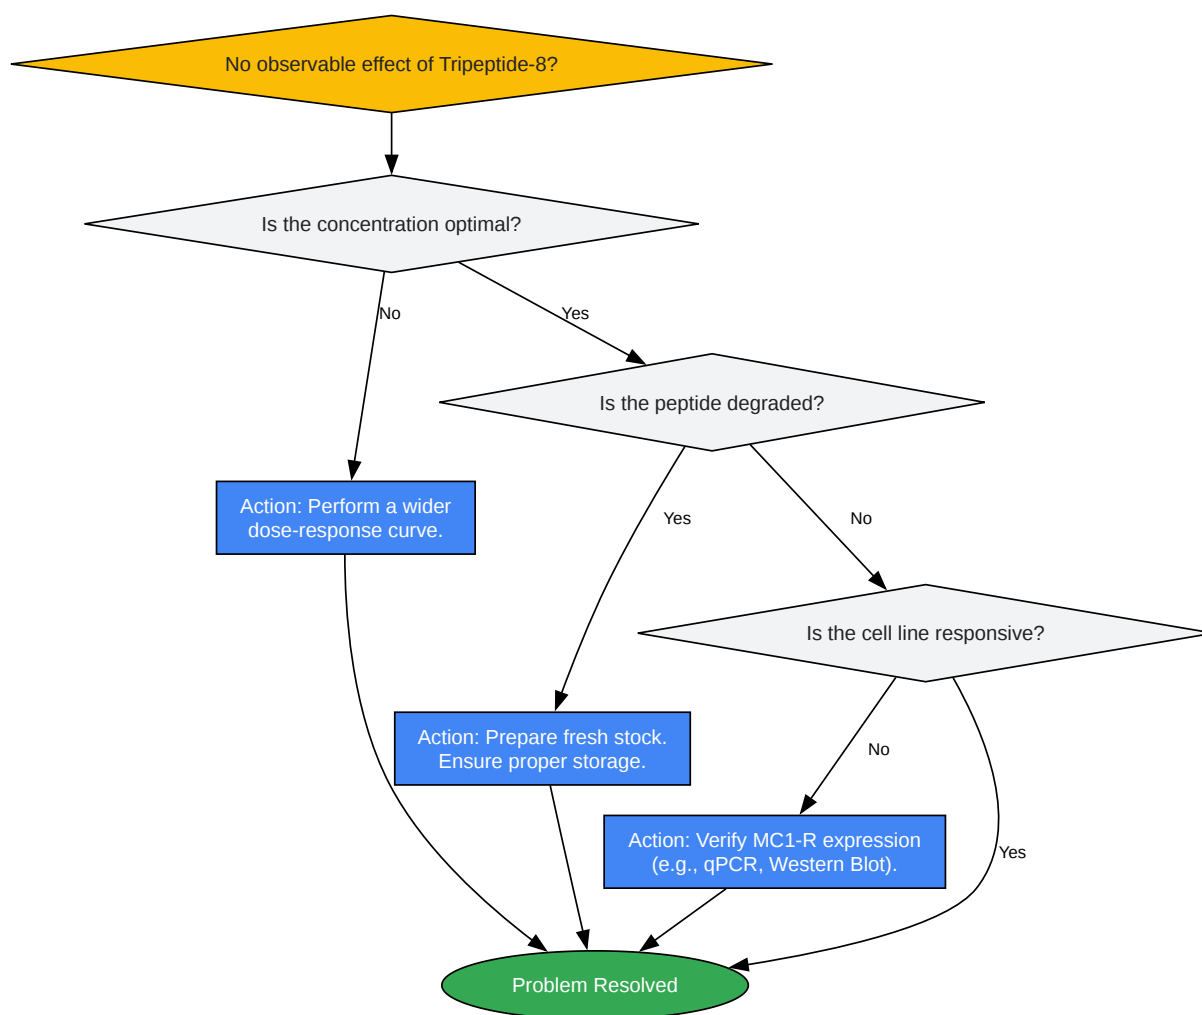 No observable effect of Tripeptide-8?
Is the concentration optimal?
No
Yes
Is the peptide degraded?
Action: Perform a wider
dose-response curve.
Yes
No
Is the cell line responsive?
Action: Prepare fresh stock.
Ensure proper storage.
No
Action: Verify MC1-R expression
(e.g., qPCR, Western Blot).
Yes
Problem Resolved